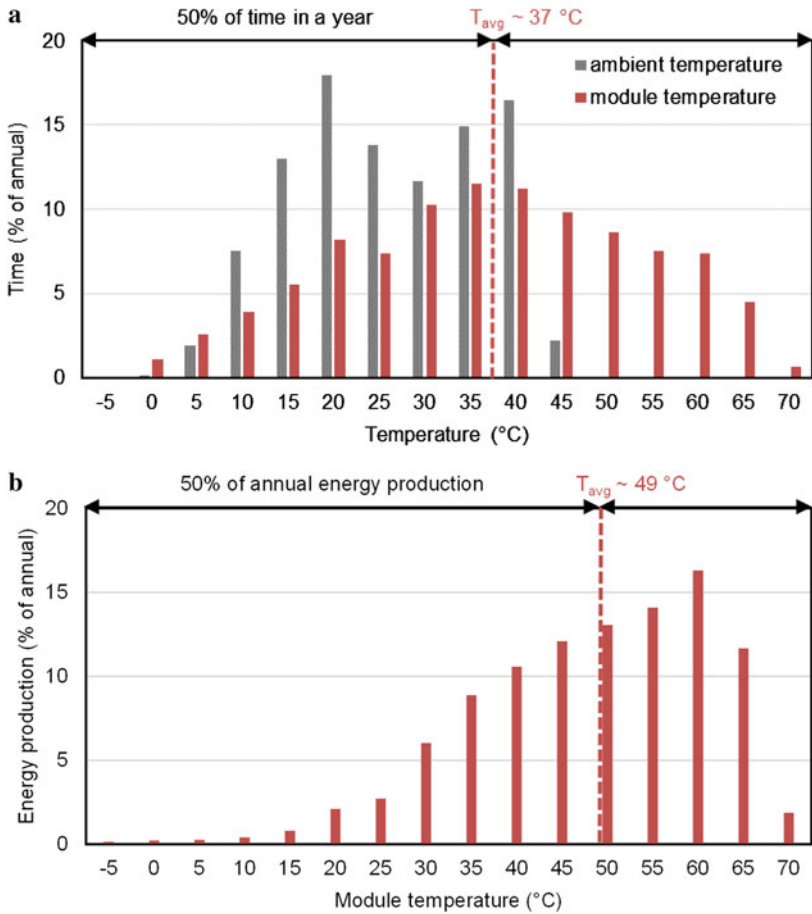 a
50% of time in a year
Tavg ~ 37 °C
20
15
10
5
0
Time (% of annual)
ambient temperature
module temperature
-5 0 5 10 15 20 25 30 35 40 45 50 55 60 65 70
Temperature (°C)
b
50% of annual energy production
Tavg ~ 49 °C
20
15
10
5
0
Energy production (% of annual)
-5 0 5 10 15 20 25 30 35 40 45 50 55 60 65 70
Module temperature (°C)